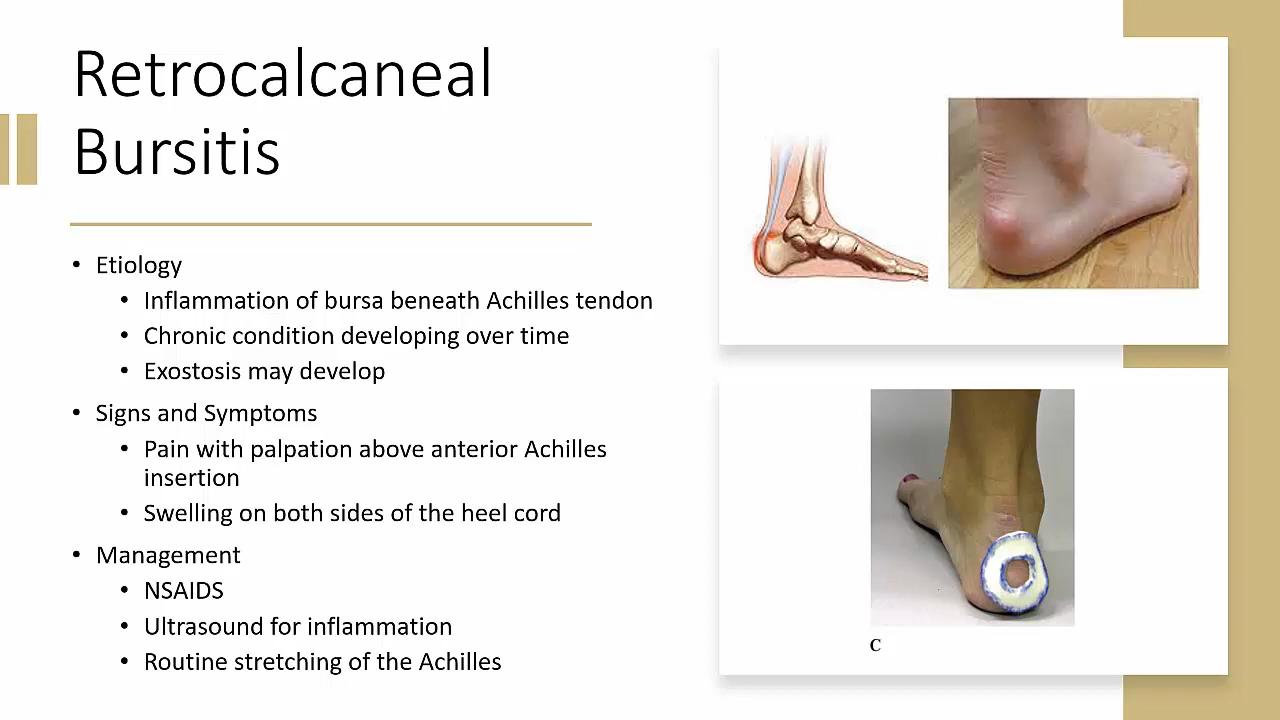 Retrocalcaneal
Bursitis
• Etiology
• Inflammation of bursa beneath Achilles tendon
• Chronic condition developing over time
• Exostosis may develop
• Signs and Symptoms
• Pain with palpation above anterior Achilles
insertion
• Swelling on both sides of the heel cord
• Management
• NSAIDS
• Ultrasound for inflammation
• Routine stretching of the Achilles
C